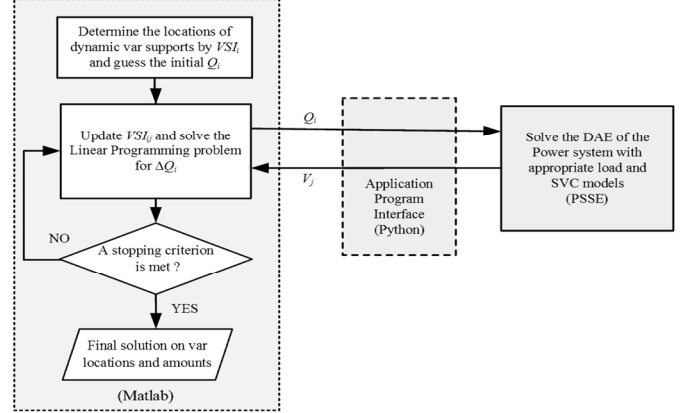 Determine the locations of
dynamic var supports by VSIi
and guess the initial Qi
Update VSIij and solve the
Linear Programming problem
for ΔQi
NO
A stopping criterion
is met ?
YES
Final solution on var
locations and amounts
(Matlab)
Qi
Vj
Application
Program
Interface
(Python)
Solve the DAE of the
Power system with
appropriate load and
SVC models
(PSSE)